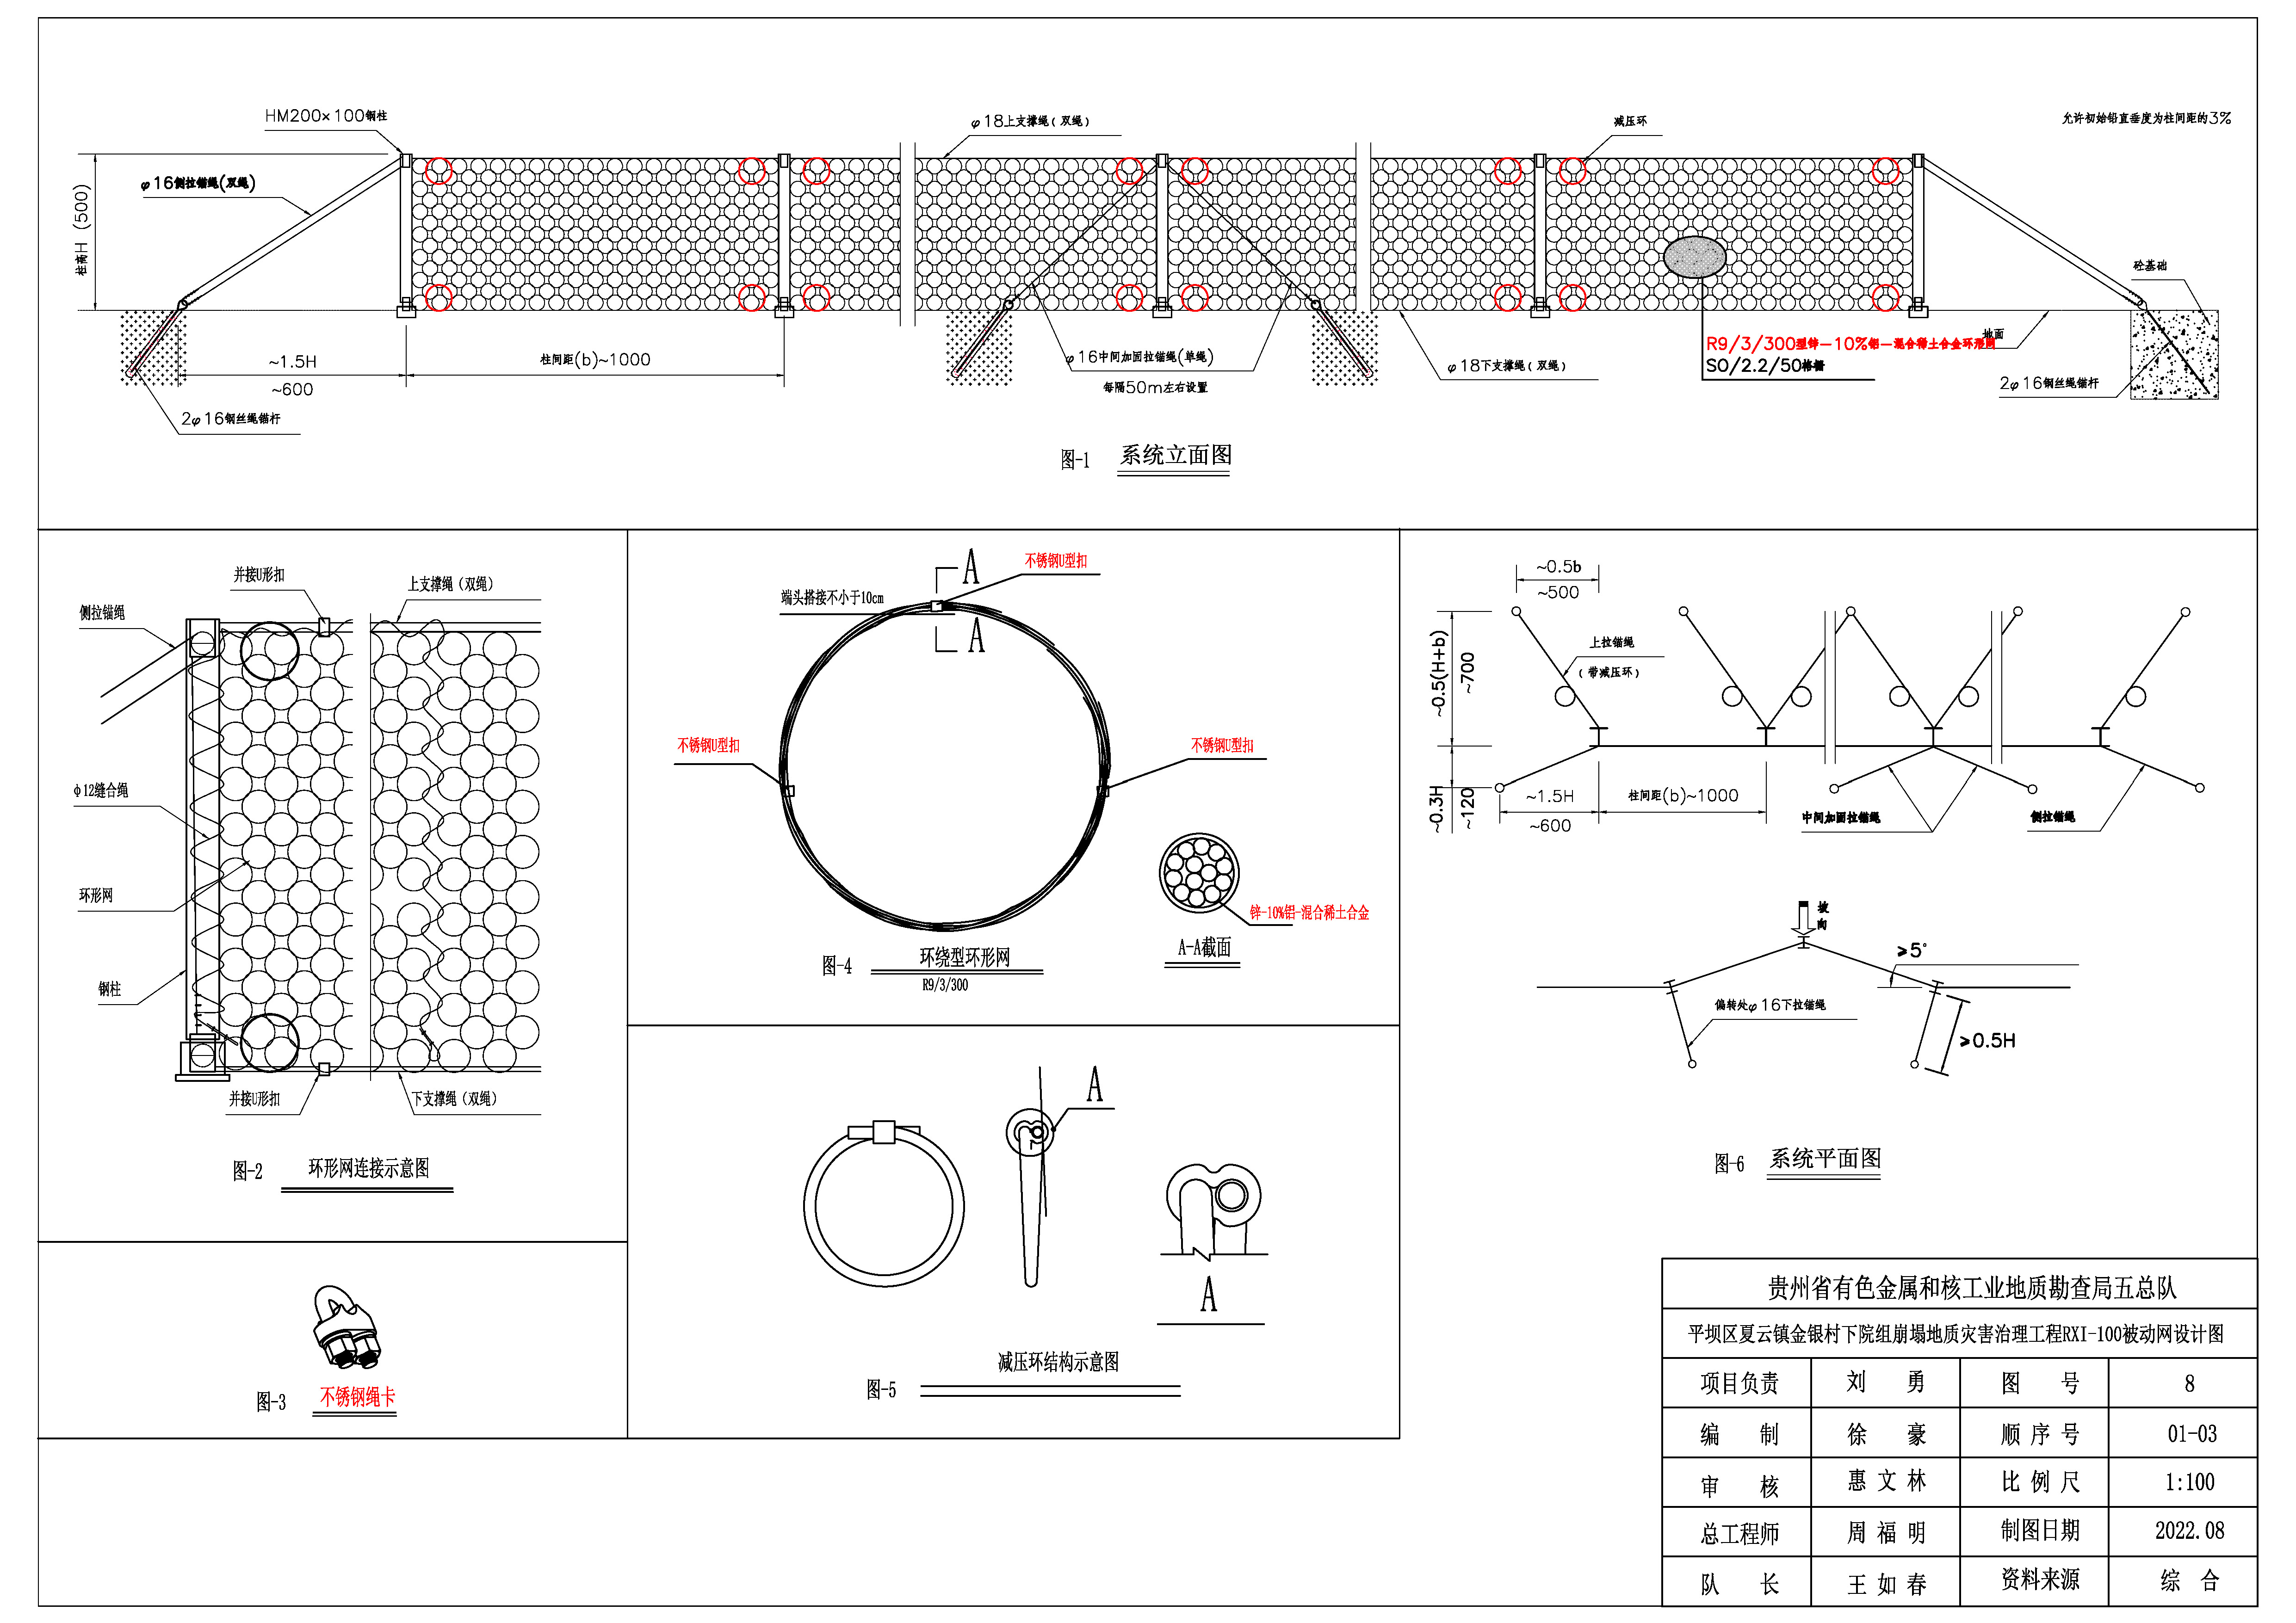 HM200×100钢柱
φ18上支撑绳(双绳)
减压环
允许初始铅直垂度为柱间距的3%
φ16侧拉锚绳(双绳)
柱高H (500)
砼基础
地面
~1.5H
~600
柱间距(b)~1000
φ16中间加固拉锚绳(单绳)
每隔50m左右设置
φ18下支撑绳(双绳)
R9/3/300型锌-10%铝-混合稀土合金环形网
S0/2.2/50格栅
2φ16钢丝绳锚杆
2φ16钢丝绳锚杆
图-1 系统立面图
并接U形扣
上支撑绳(双绳)
侧拉锚绳
φ12缝合绳
环形网
钢柱
并接U形扣
下支撑绳(双绳)
图-2 环形网连接示意图
图-3 不锈钢绳卡
A
不锈钢U型扣
端头搭接不小于10cm
A
不锈钢U型扣
不锈钢U型扣
锌-10%铝-混合稀土合金
A-A截面
图-4 环绕型环形网
R9/3/300
A
A
减压环结构示意图
图-5
~0.5b
~500
上拉锚绳
(带减压环)
~0.5(H+b)
~700
~0.3H
~120
~1.5H
~600
柱间距(b)~1000
中间加固拉锚绳
侧拉锚绳
坡向
≥5°
偏转处φ16下拉锚绳
≥0.5H
图-6 系统平面图
贵州省有色金属和核工业地质勘查局五总队
平坝区夏云镇金银村下院组崩塌地质灾害治理工程RXI-100被动网设计图
项目负责 刘勇 图号 8
编制 徐豪 顺序号 01-03
审核 惠文林 比例尺 1:100
总工程师 周福明 制图日期 2022.08
队长 王如春 资料来源 综合